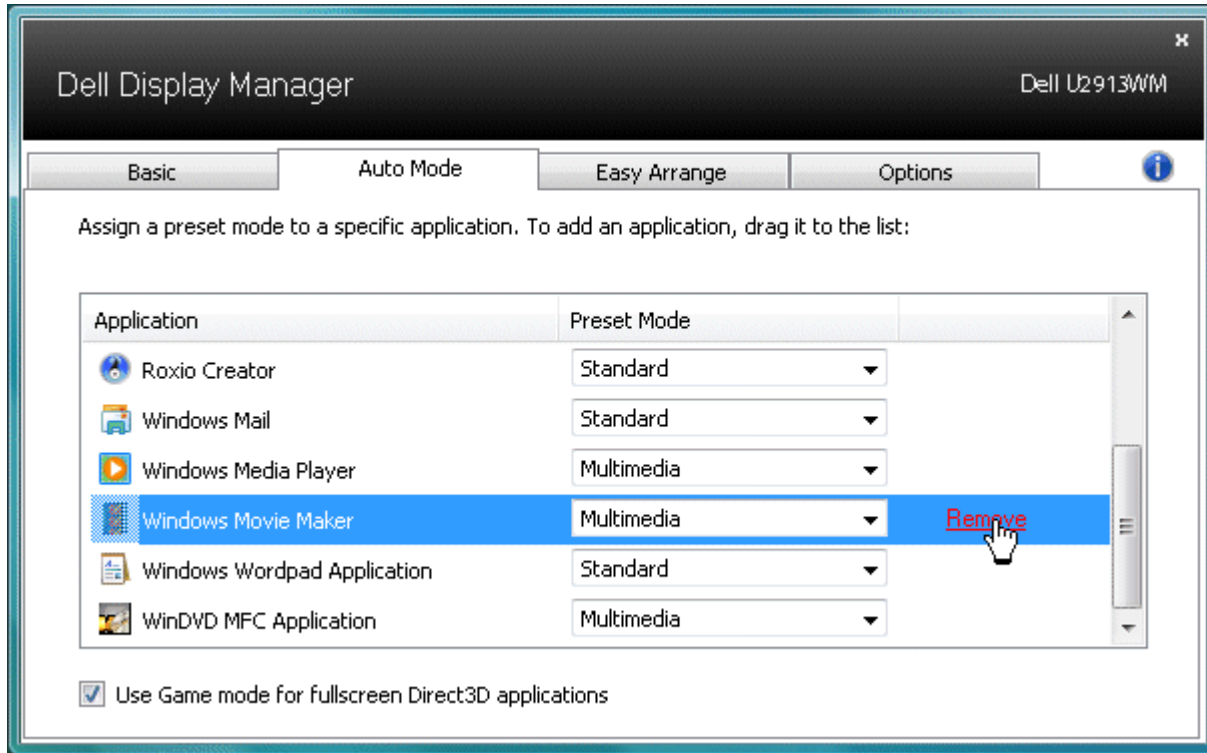 Dell Display Manager
Dell U2913WM
Basic
Auto Mode
Easy Arrange
Options
Assign a preset mode to a specific application. To add an application, drag it to the list:
Application
Preset Mode
Roxio Creator
Standard
Windows Mail
Standard
Windows Media Player
Multimedia
Windows Movie Maker
Multimedia
Remove
Windows Wordpad Application
Standard
WinDVD MFC Application
Multimedia
Use Game mode for fullscreen Direct3D applications